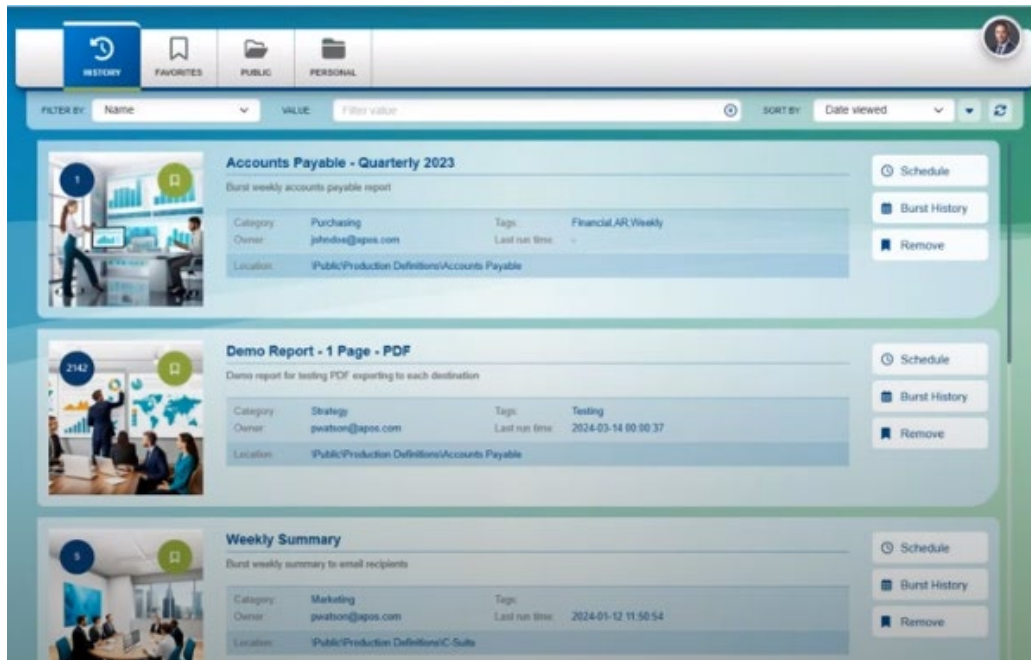 HISTORY
FAVORITES
PUBLIC
PERSONAL
FILTER BY: Name VALUE: Filter value SORT BY: Date viewed
1
Accounts Payable - Quarterly 2023
Burst weekly accounts payable report
Category: Purchasing Tags: Financial,AR,Weekly
Owner: johndoe@apos.com Last run time: -
Location: \Public\Production Definitions\Accounts Payable
Schedule
Burst History
Remove
2142
Demo Report - 1 Page - PDF
Demo report for testing PDF exporting to each destination
Category: Strategy Tags: Testing
Owner: pwatson@apos.com Last run time: 2024-03-14 00:00:37
Location: \Public\Production Definitions\Accounts Payable
Schedule
Burst History
Remove
5
Weekly Summary
Burst weekly summary to email recipients
Category: Marketing Tags:
Owner: pwatson@apos.com Last run time: 2024-01-12 11:50:54
Location: \Public\Production Definitions\C-Suite
Schedule
Burst History
Remove